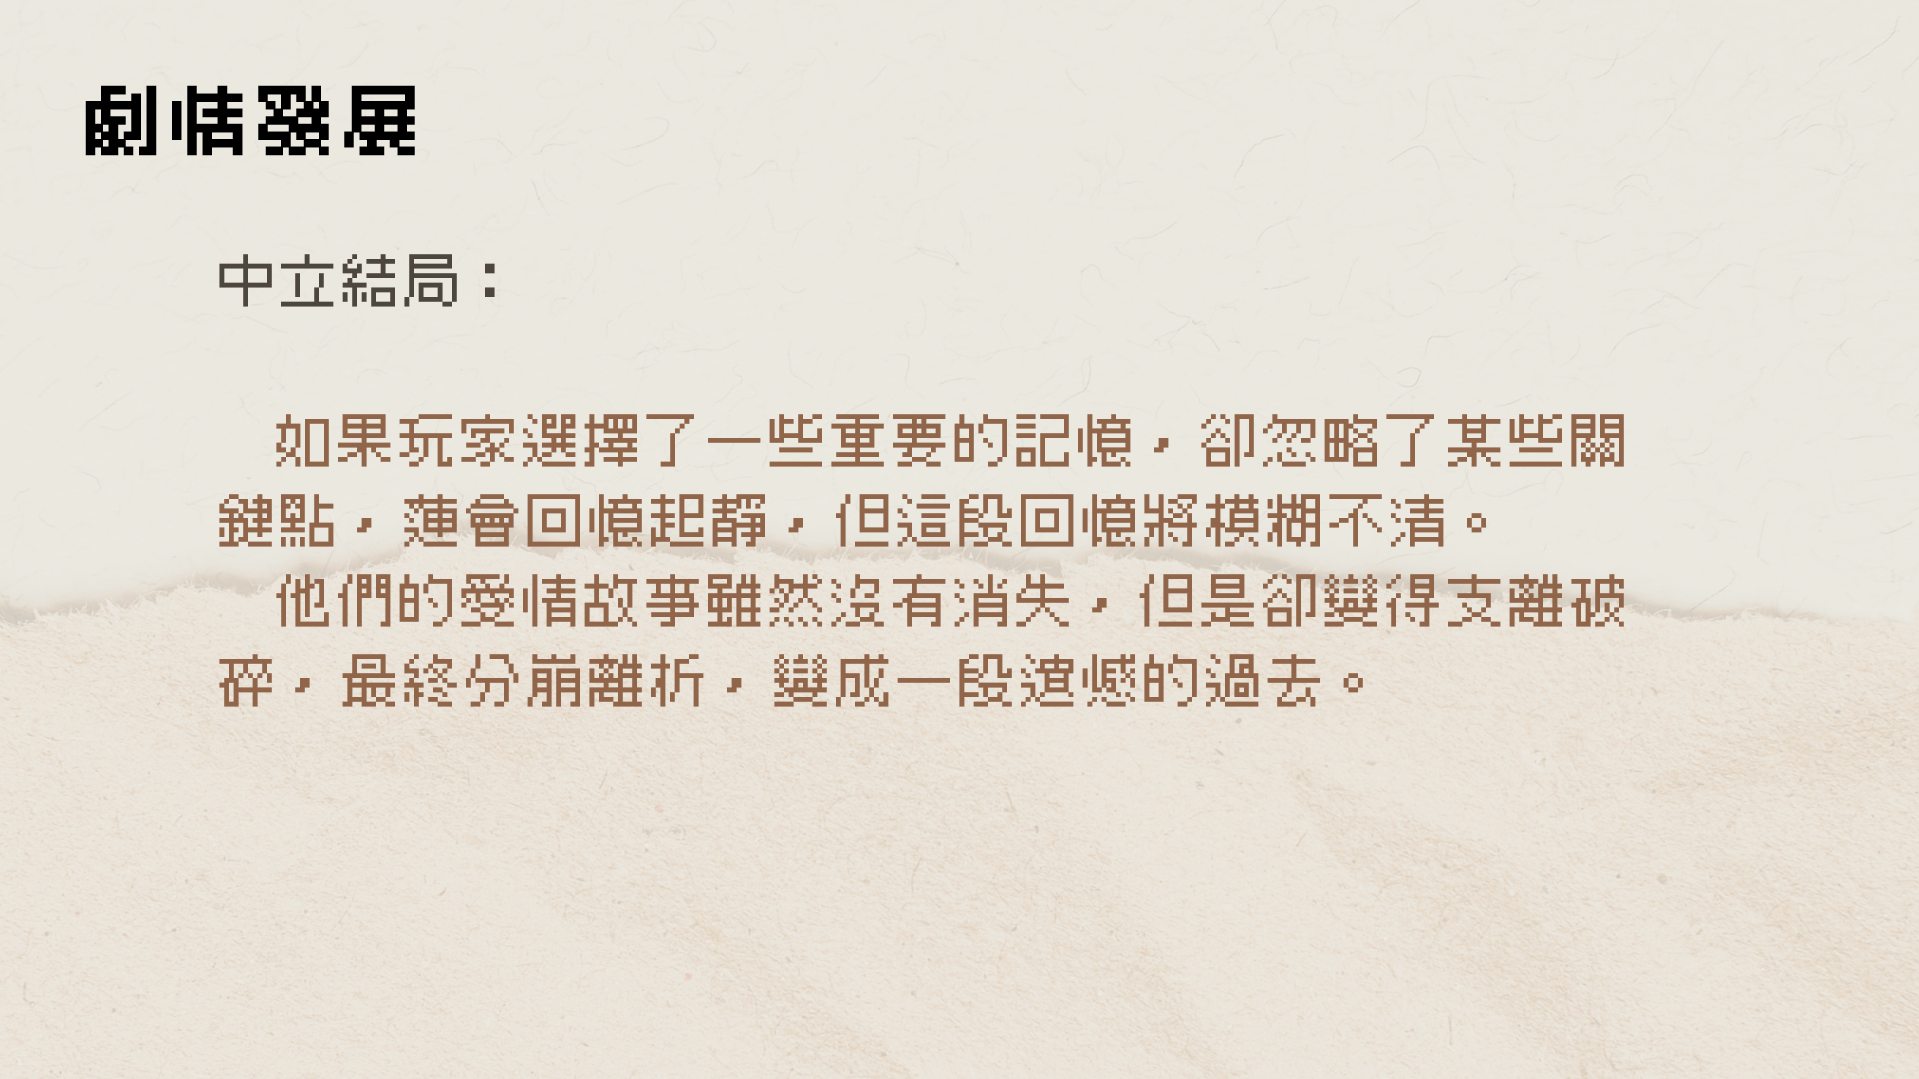 劇情發展
中立結局：
如果玩家選擇了一些重要的記憶，卻忽略了某些關
鍵點，蓮會回憶起靜，但這段回憶將模糊不清。
他們的愛情故事雖然沒有消失，但是卻變得支離破
碎，最終分崩離析，變成一段遺憾的過去。